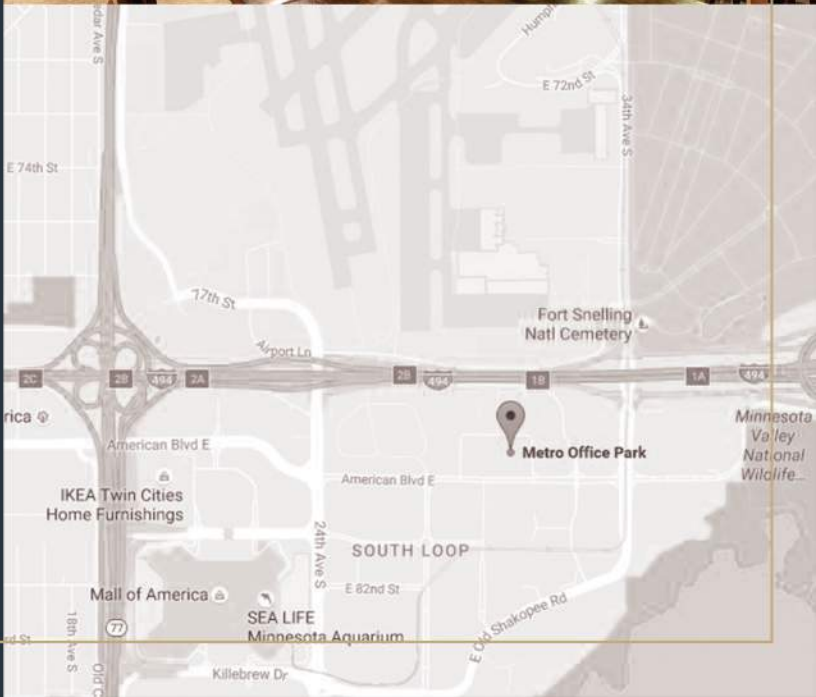 dar Ave S
Humph
E 72nd St
34th Ave S
E 74th St
77th St
Fort Snelling
Natl Cemetery
Airport Ln
2C
2B
494
2A
2B
494
1B
1A
494
rica
American Blvd E
Metro Office Park
Minnesota
Valley
National
Wildlife...
IKEA Twin Cities
Home Furnishings
American Blvd E
24th Ave S
SOUTH LOOP
Mall of America
E 82nd St
SEA LIFE
Minnesota Aquarium
E Old Shakopee Rd
77
18th Ave S
rd St
Old C
Killebrew Dr